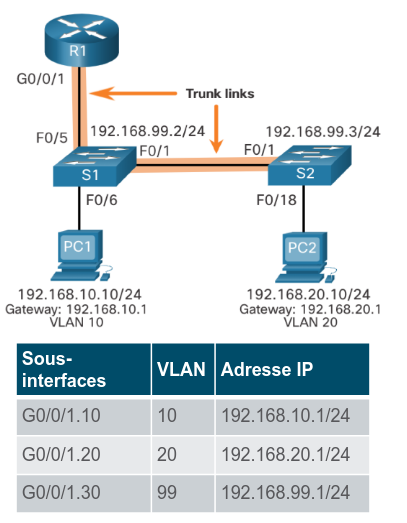 R1
G0/0/1
Trunk links
F0/5
192.168.99.2/24
192.168.99.3/24
F0/1
F0/1
S1
S2
F0/6
F0/18
PC1
PC2
192.168.10.10/24
Gateway: 192.168.10.1
VLAN 10
192.168.20.10/24
Gateway: 192.168.20.1
VLAN 20
Sous-
interfaces
VLAN
Adresse IP
G0/0/1.10
10
192.168.10.1/24
G0/0/1.20
20
192.168.20.1/24
G0/0/1.30
99
192.168.99.1/24